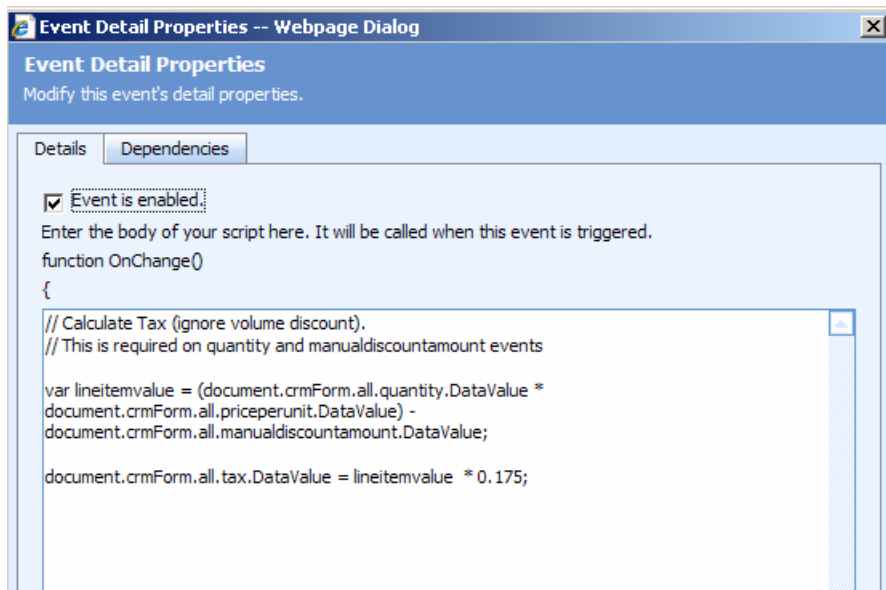 Event Detail Properties -- Webpage Dialog
Event Detail Properties
Modify this event's detail properties.
Details Dependencies
Event is enabled.
Enter the body of your script here. It will be called when this event is triggered.
function OnChange()
{
// Calculate Tax (ignore volume discount).
// This is required on quantity and manualdiscountamount events
var lineitemvalue = (document.crmForm.all.quantity.DataValue *
document.crmForm.all.priceperunit.DataValue) -
document.crmForm.all.manualdiscountamount.DataValue;
document.crmForm.all.tax.DataValue = lineitemvalue  * 0.175;